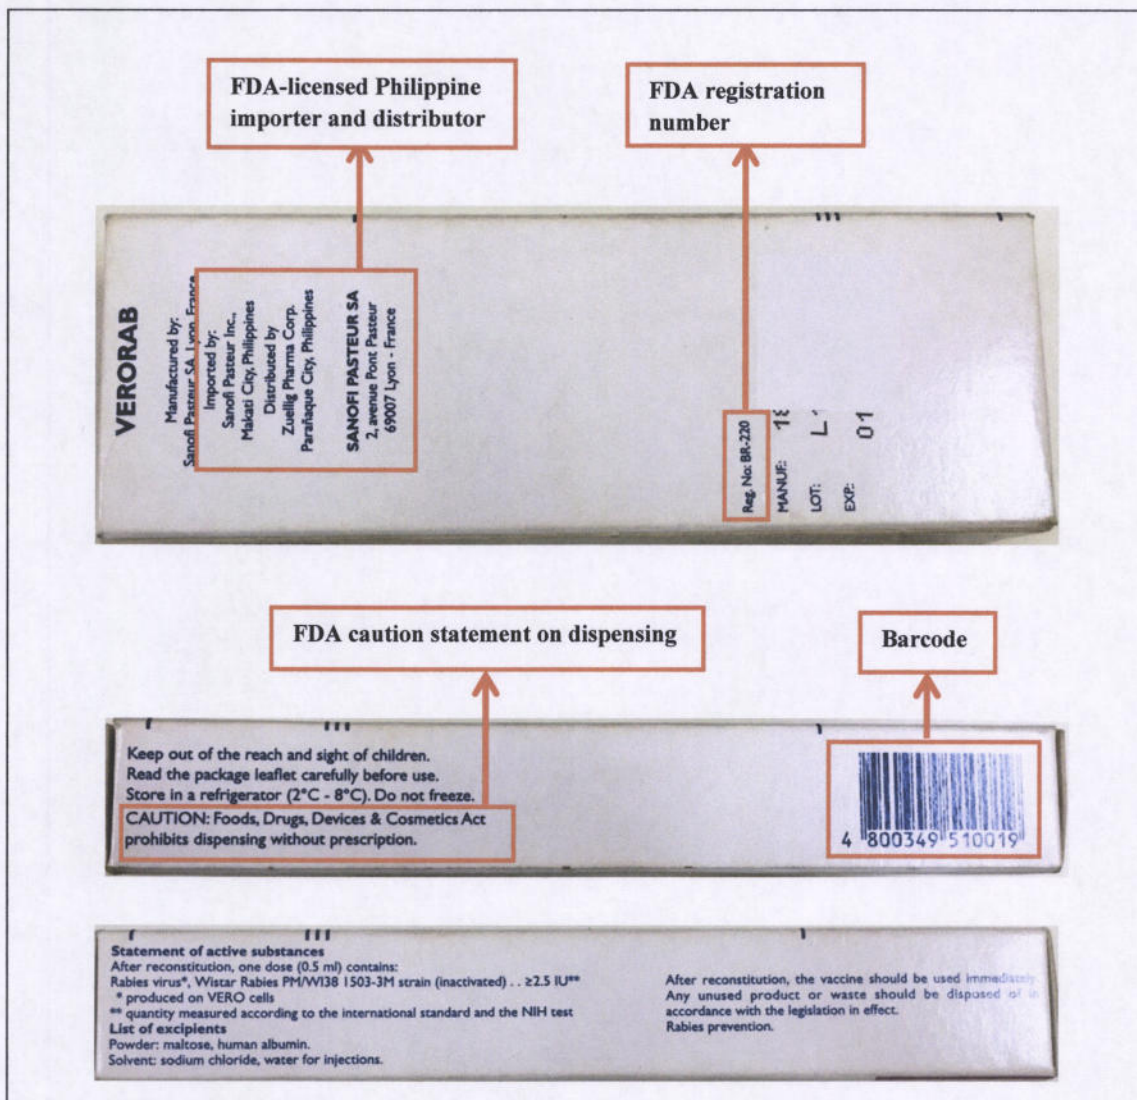 FDA-licensed Philippine
importer and distributor
FDA registration
number
VERORAB
Manufactured by:
Sanofi Pasteur SA, Lyon, France
Imported by:
Sanofi Pasteur Inc.,
Makati City, Philippines
Distributed by
Zuellig Pharma Corp.
Parañaque City, Philippines
SANOFI PASTEUR SA
2, avenue Pont Pasteur
69007 Lyon - France
Reg. No: BR-220
MANUF.: 18
LOT: L
EXP.: 01
FDA caution statement on dispensing
Barcode
Keep out of the reach and sight of children.
Read the package leaflet carefully before use.
Store in a refrigerator (2°C - 8°C). Do not freeze.
CAUTION: Foods, Drugs, Devices & Cosmetics Act
prohibits dispensing without prescription.
4 800349 510019
Statement of active substances
After reconstitution, one dose (0.5 ml) contains:
Rabies virus*, Wistar Rabies PM/WI38 1503-3M strain (inactivated) . . ≥2.5 IU**
* produced on VERO cells
** quantity measured according to the international standard and the NIH test
List of excipients
Powder: maltose, human albumin.
Solvent: sodium chloride, water for injections.
After reconstitution, the vaccine should be used immediately
Any unused product or waste should be disposed of in
accordance with the legislation in effect.
Rabies prevention.